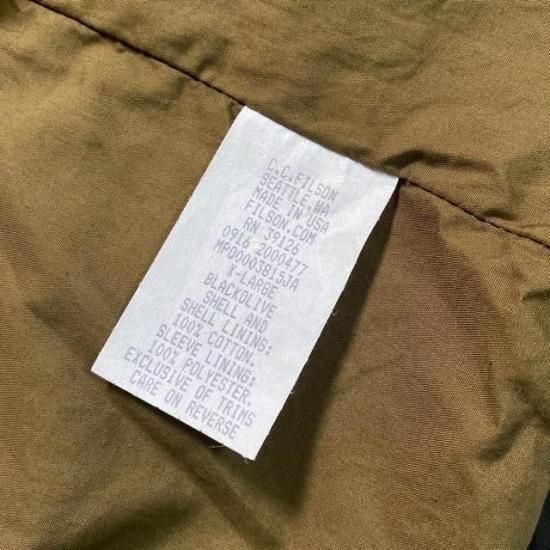 C.C.FILSON
SEATTLE,WA
MADE IN USA
FILSON.COM
RN 39126
0916 2000477
MPD0003815JA
X-LARGE
BLACKOLIVE
SHELL AND
SHELL LINING:
100% COTTON.
SLEEVE LINING:
100% POLYESTER.
EXCLUSIVE OF TRIMS
CARE ON REVERSE